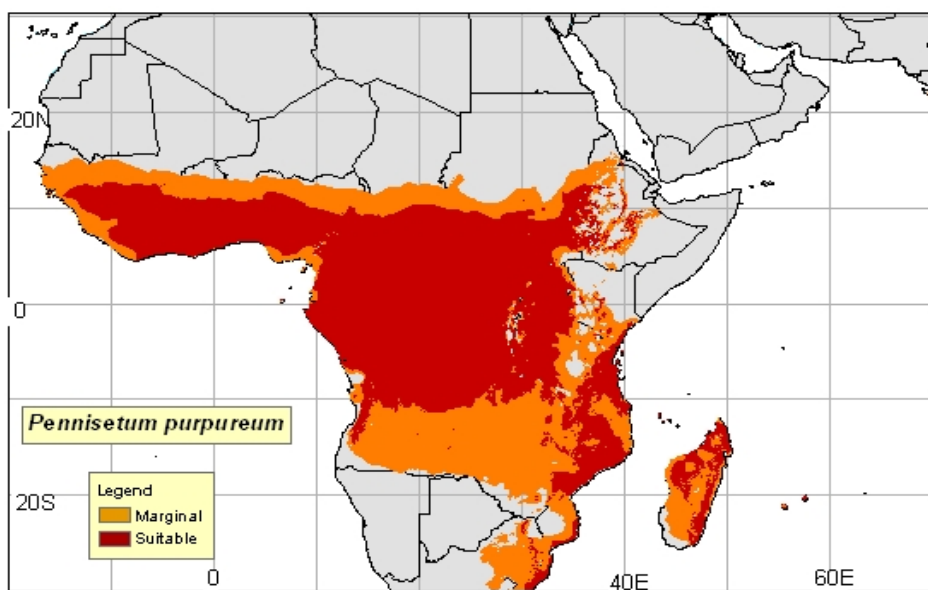 20N
0
Pennisetum purpureum
Legend
Marginal
Suitable
20S
0
40E
60E